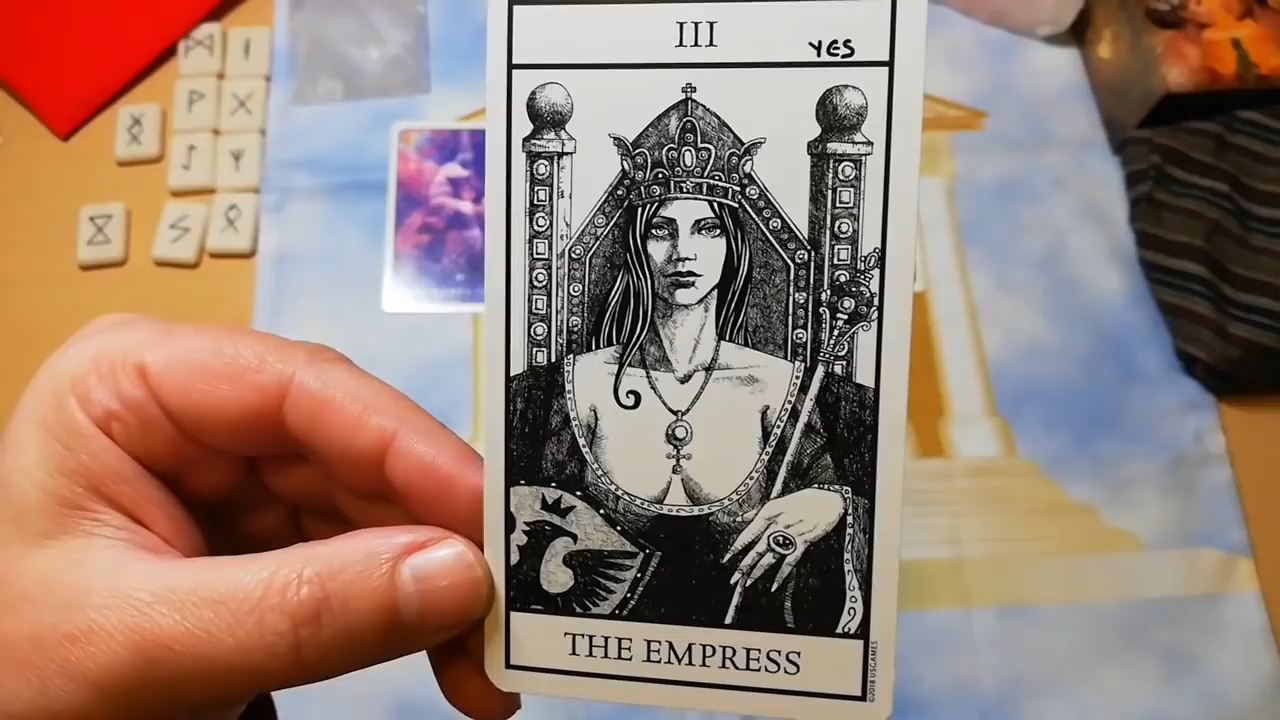 III
YES
THE EMPRESS
©2018 USGAMES